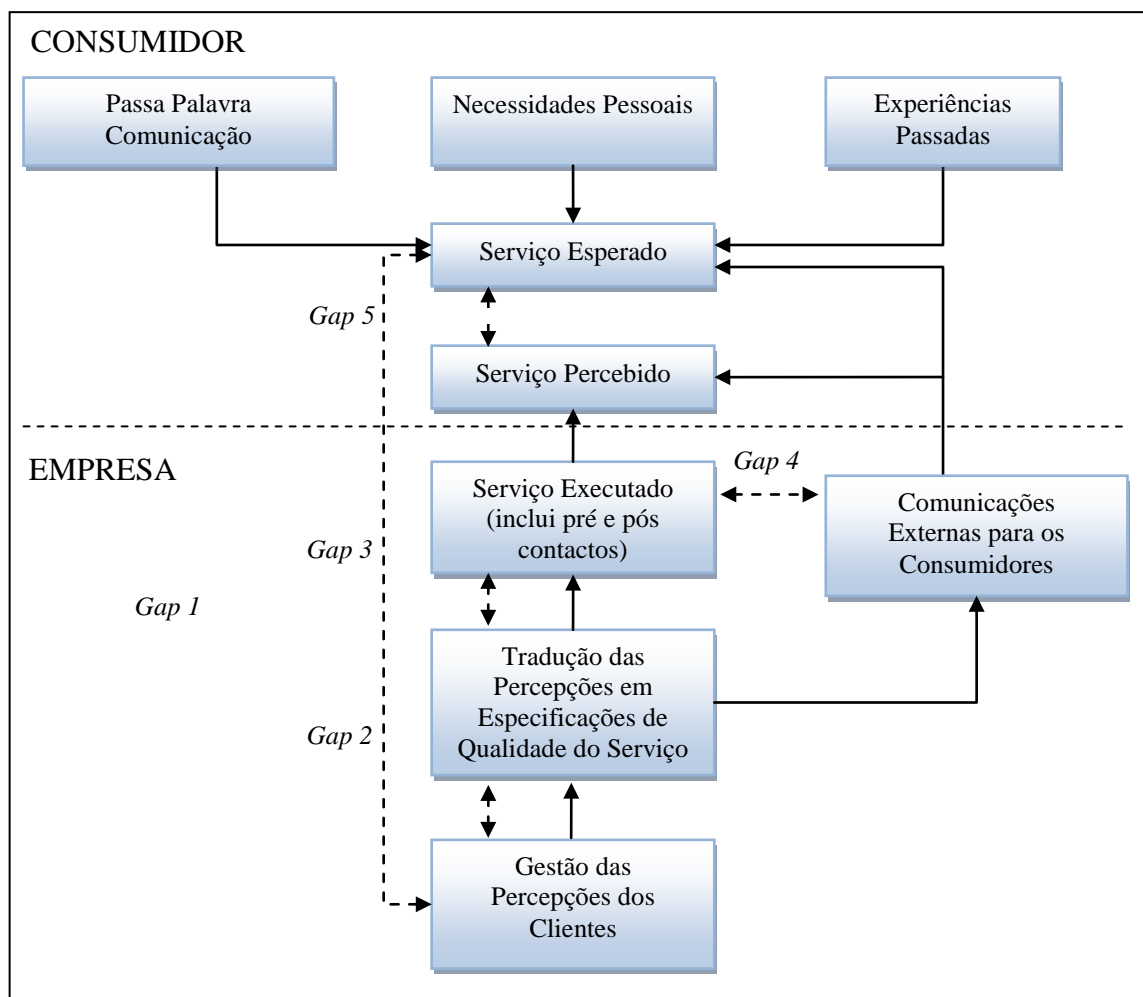 CONSUMIDOR
Passa Palavra
Comunicação
Necessidades Pessoais
Experiências
Passadas
Serviço Esperado
Gap 5
Serviço Percebido
EMPRESA
Serviço Executado
(inclui pré e pós
contactos)
Gap 4
Comunicações
Externas para os
Consumidores
Gap 3
Gap 1
Tradução das
Percepções em
Especificações de
Qualidade do Serviço
Gap 2
Gestão das
Percepções dos
Clientes